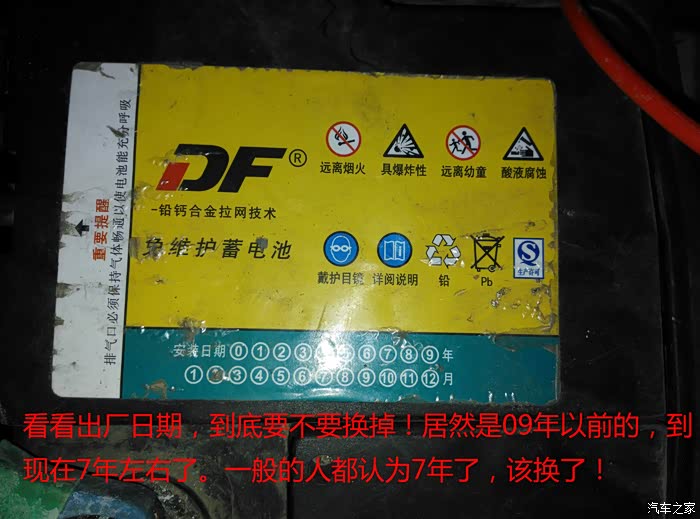 重要提醒
排气口必须保持气体畅通以使电池能充分呼吸
DF®
远离烟火 具爆炸性 远离幼童 酸液腐蚀
-铅钙合金拉网技术
免维护蓄电池
戴护目镜 详阅说明 铅 Pb 生产许可
安装日期 0 1 2 3 4 5 6 7 8 9 年
1 3 4 5 6 7 8 9 10 11 12 月
看看出厂日期，到底要不要换掉！居然是09年以前的，到
现在7年左右了。一般的人都认为7年了，该换了！
汽车之家